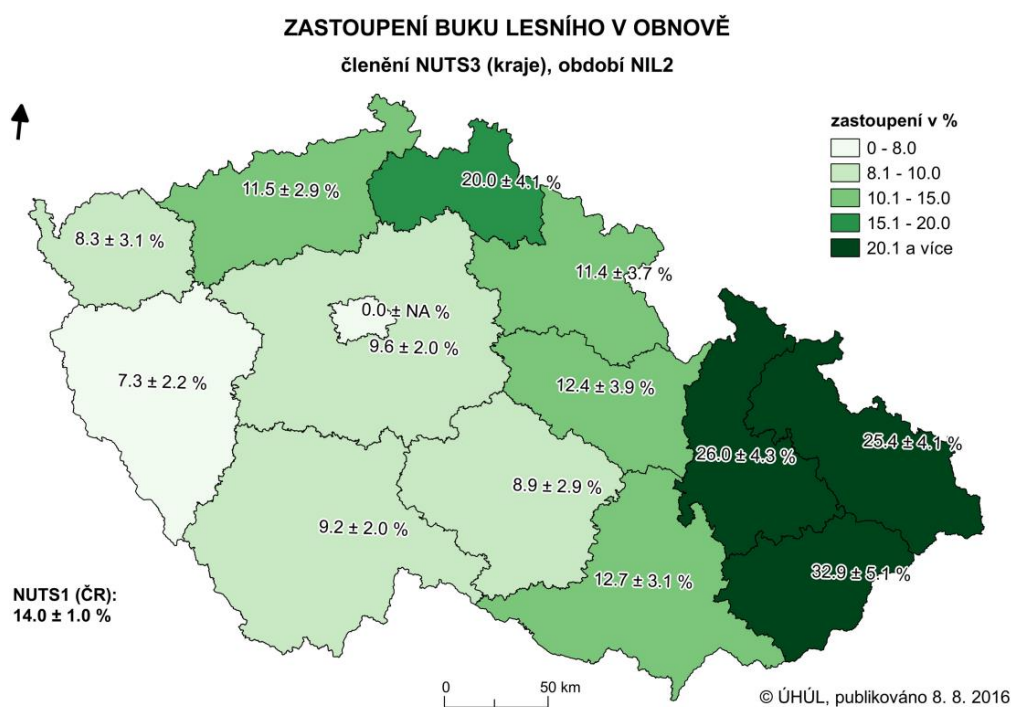 ZASTOUPENÍ BUKU LESNÍHO V OBNOVĚ
členění NUTS3 (kraje), období NIL2
zastoupení v %
0 - 8.0
8.1 - 10.0
10.1 - 15.0
15.1 - 20.0
20.1 a více
20.0 ± 4.1 %
11.5 ± 2.9 %
8.3 ± 3.1 %
11.4 ± 3.7 %
0.0 ± NA %
9.6 ± 2.0 %
7.3 ± 2.2 %
12.4 ± 3.9 %
25.4 ± 4.1 %
26.0 ± 4.3 %
8.9 ± 2.9 %
9.2 ± 2.0 %
32.9 ± 5.1 %
12.7 ± 3.1 %
NUTS1 (ČR):
14.0 ± 1.0 %
0 50 km
© ÚHÚL, publikováno 8. 8. 2016